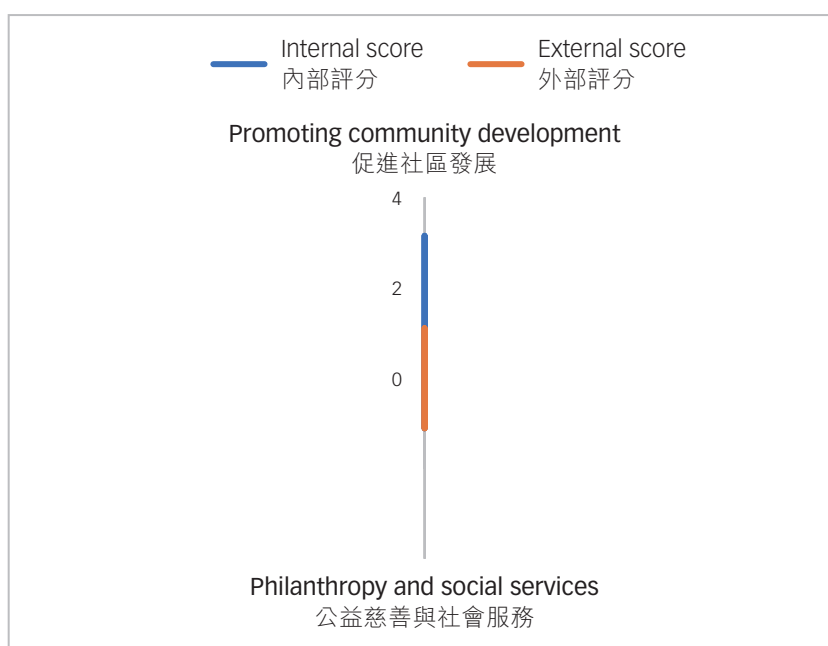 Internal score
內部評分
External score
外部評分
Promoting community development
促進社區發展
4
2
0
Philanthropy and social services
公益慈善與社會服務